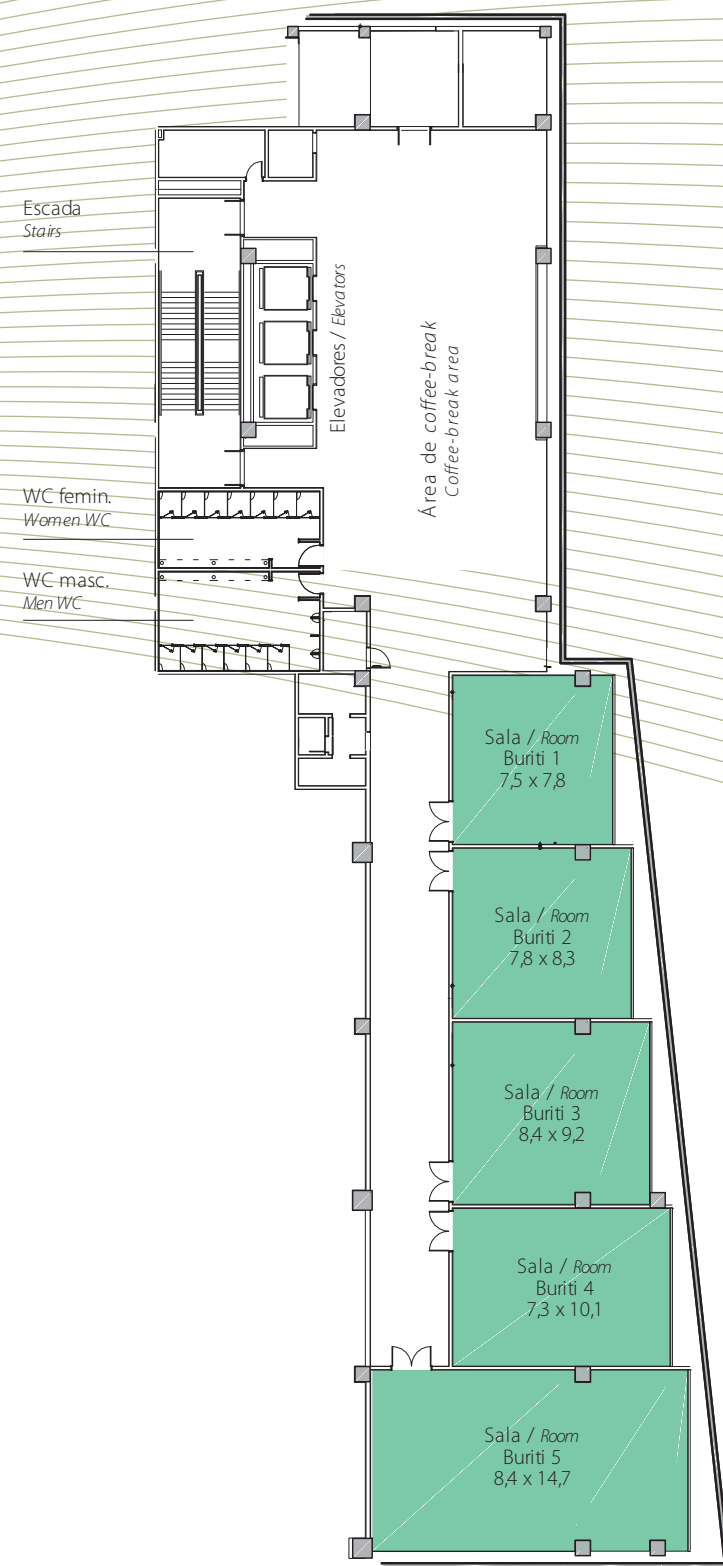 Escada
Stairs
Elevadores / Elevators
Área de coffee-break
Coffee-break area
WC femin.
Women WC
WC masc.
Men WC
Sala / Room
Buriti 1
7,5 x 7,8
Sala / Room
Buriti 2
7,8 x 8,3
Sala / Room
Buriti 3
8,4 x 9,2
Sala / Room
Buriti 4
7,3 x 10,1
Sala / Room
Buriti 5
8,4 x 14,7